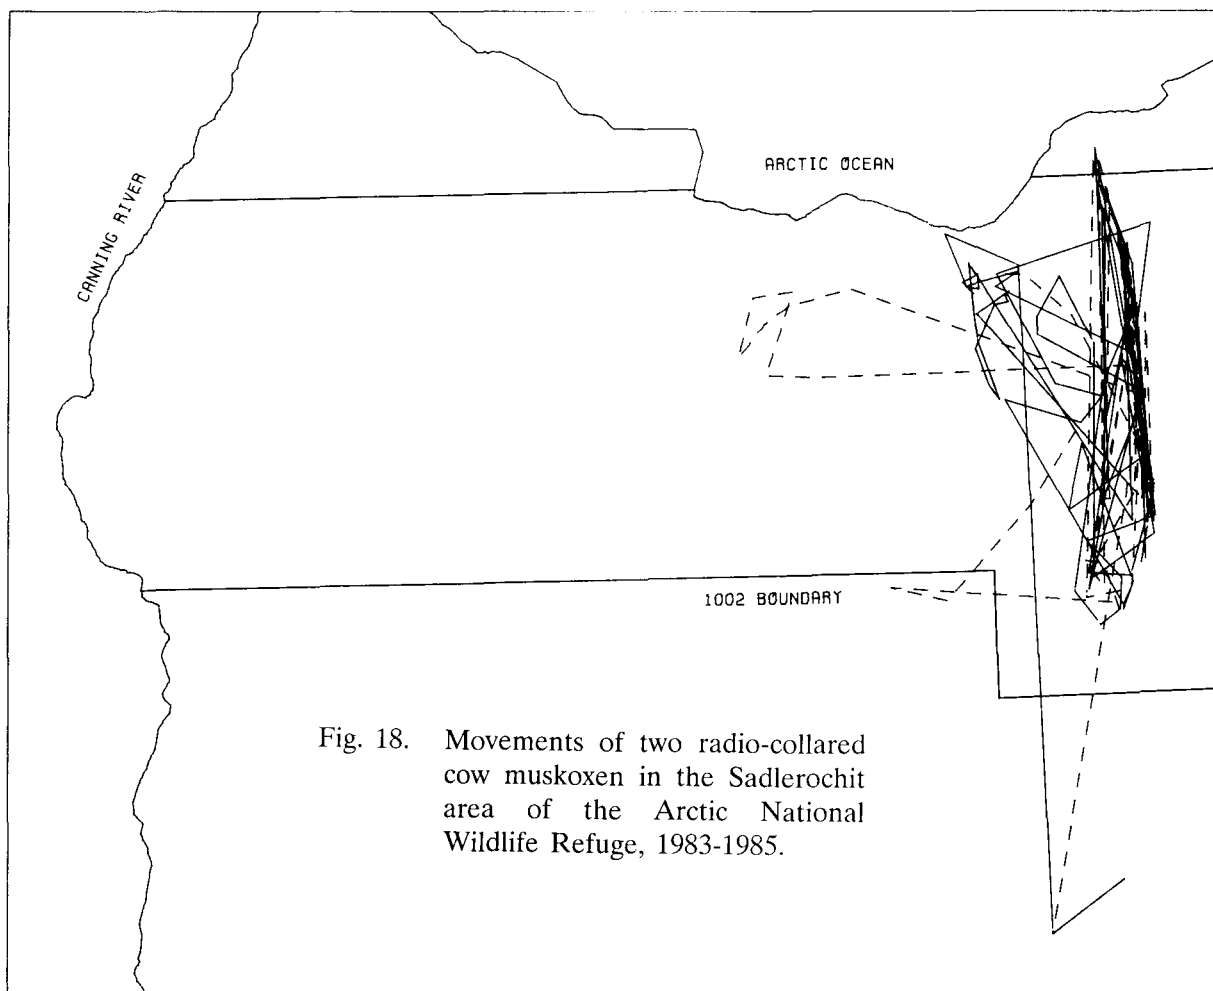 ARCTIC OCEAN
CANNING RIVER
1002 BOUNDARY
Fig. 18. Movements of two radio-collared
cow muskoxen in the Sadlerochit
area of the Arctic National
Wildlife Refuge, 1983-1985.